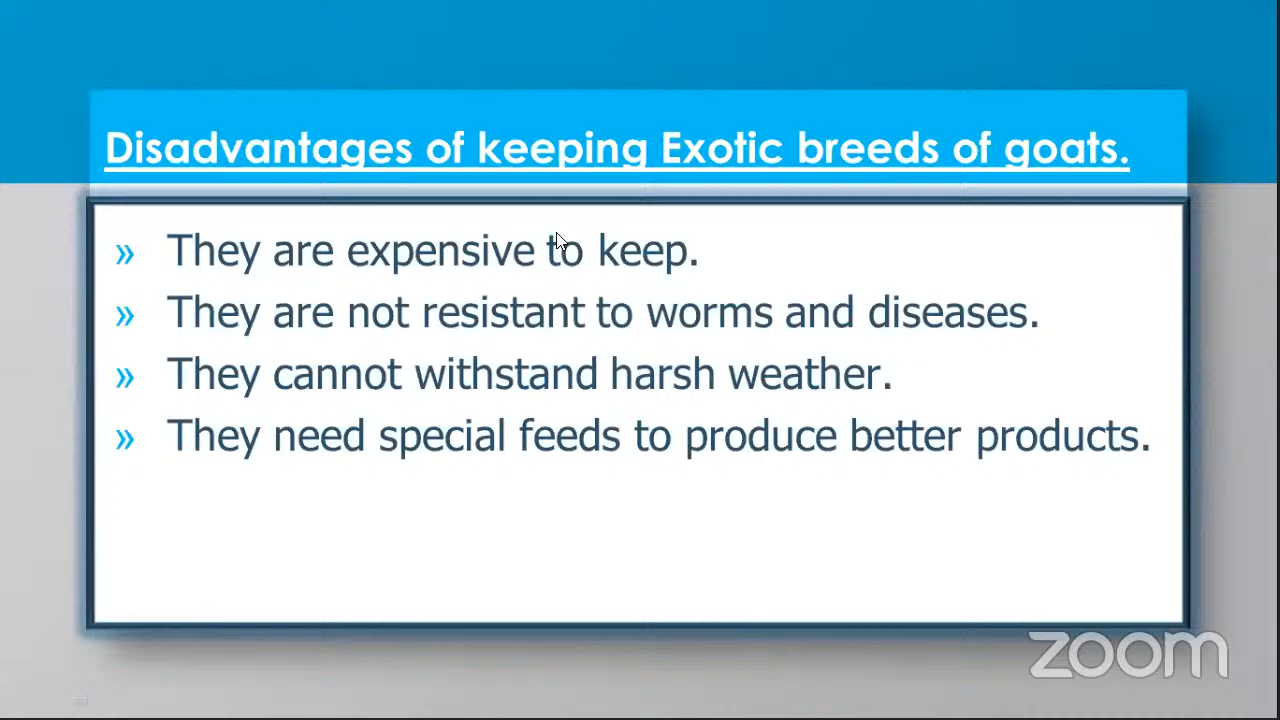 Disadvantages of keeping Exotic breeds of goats.
» They are expensive to keep.
» They are not resistant to worms and diseases.
» They cannot withstand harsh weather.
» They need special feeds to produce better products.
zoom